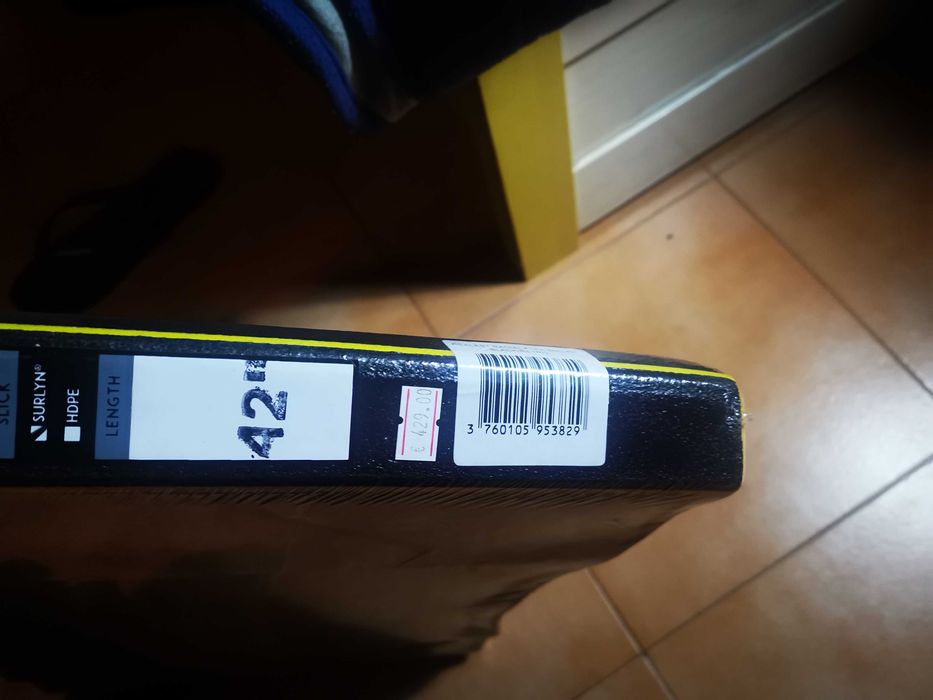 SLICK
SURLYN®
HDPE
LENGTH
42"
€ 429.00
3 760105 953829